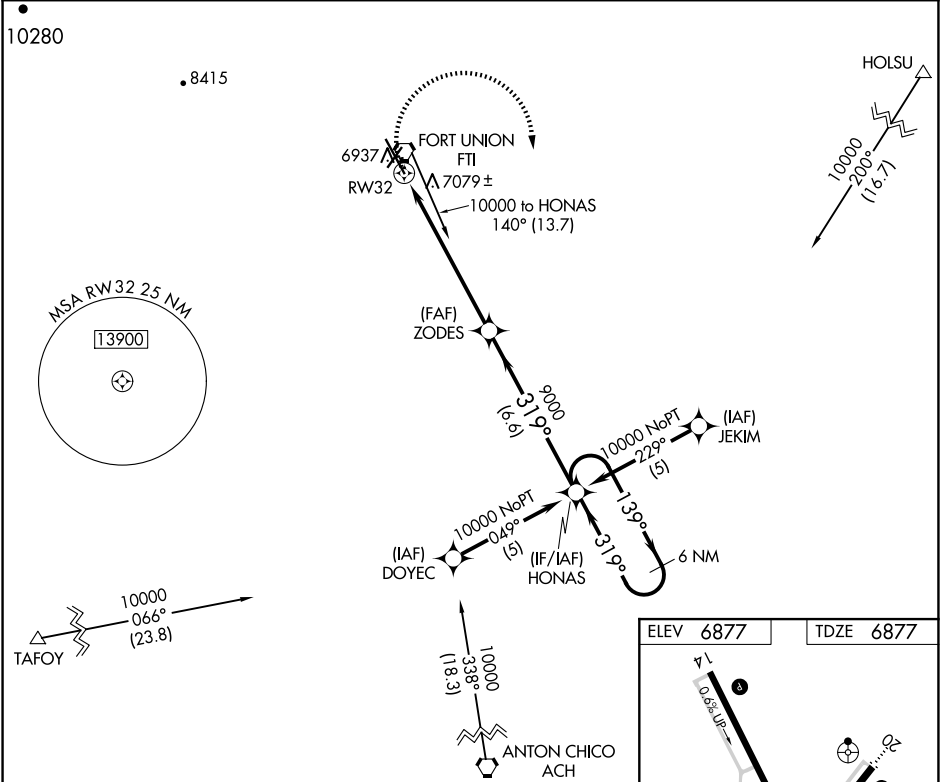 10280
8415
HOLSU
FORT UNION
FTI
6937
RW32
7079 ±
10000 to HONAS
140° (13.7)
10000
200°
(16.7)
MSA RW32 25 NM
13900
(FAF)
ZODES
9000
319°
(6.6)
10000 NoPT
229°
(5)
(IAF)
JEKIM
10000 NoPT
049°
(5)
139°
319°
6 NM
(IAF)
DOYEC
(IF/IAF)
HONAS
10000
066°
(23.8)
TAFOY
10000
338°
(18.3)
ANTON CHICO
ACH
ELEV 6877
TDZE 6877
14
P
0.6% UP
20